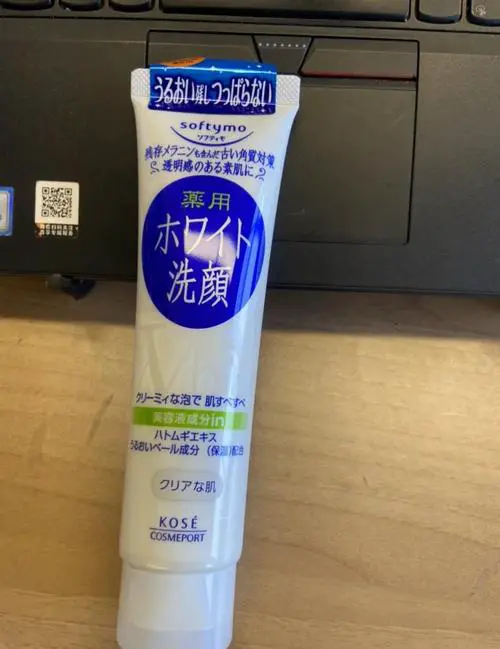 うるおい残しつっぱらない
softymo
ソフティモ
残存メラニンも含んだ古い角質対策
透明感のある素肌に
薬用
ホワイト
洗顔
クリーミィな泡で 肌すべすべ
美容液成分in
ハトムギエキス
うるおいベール成分 (保湿)配合
クリアな肌
KOSÉ
COSMEPORT